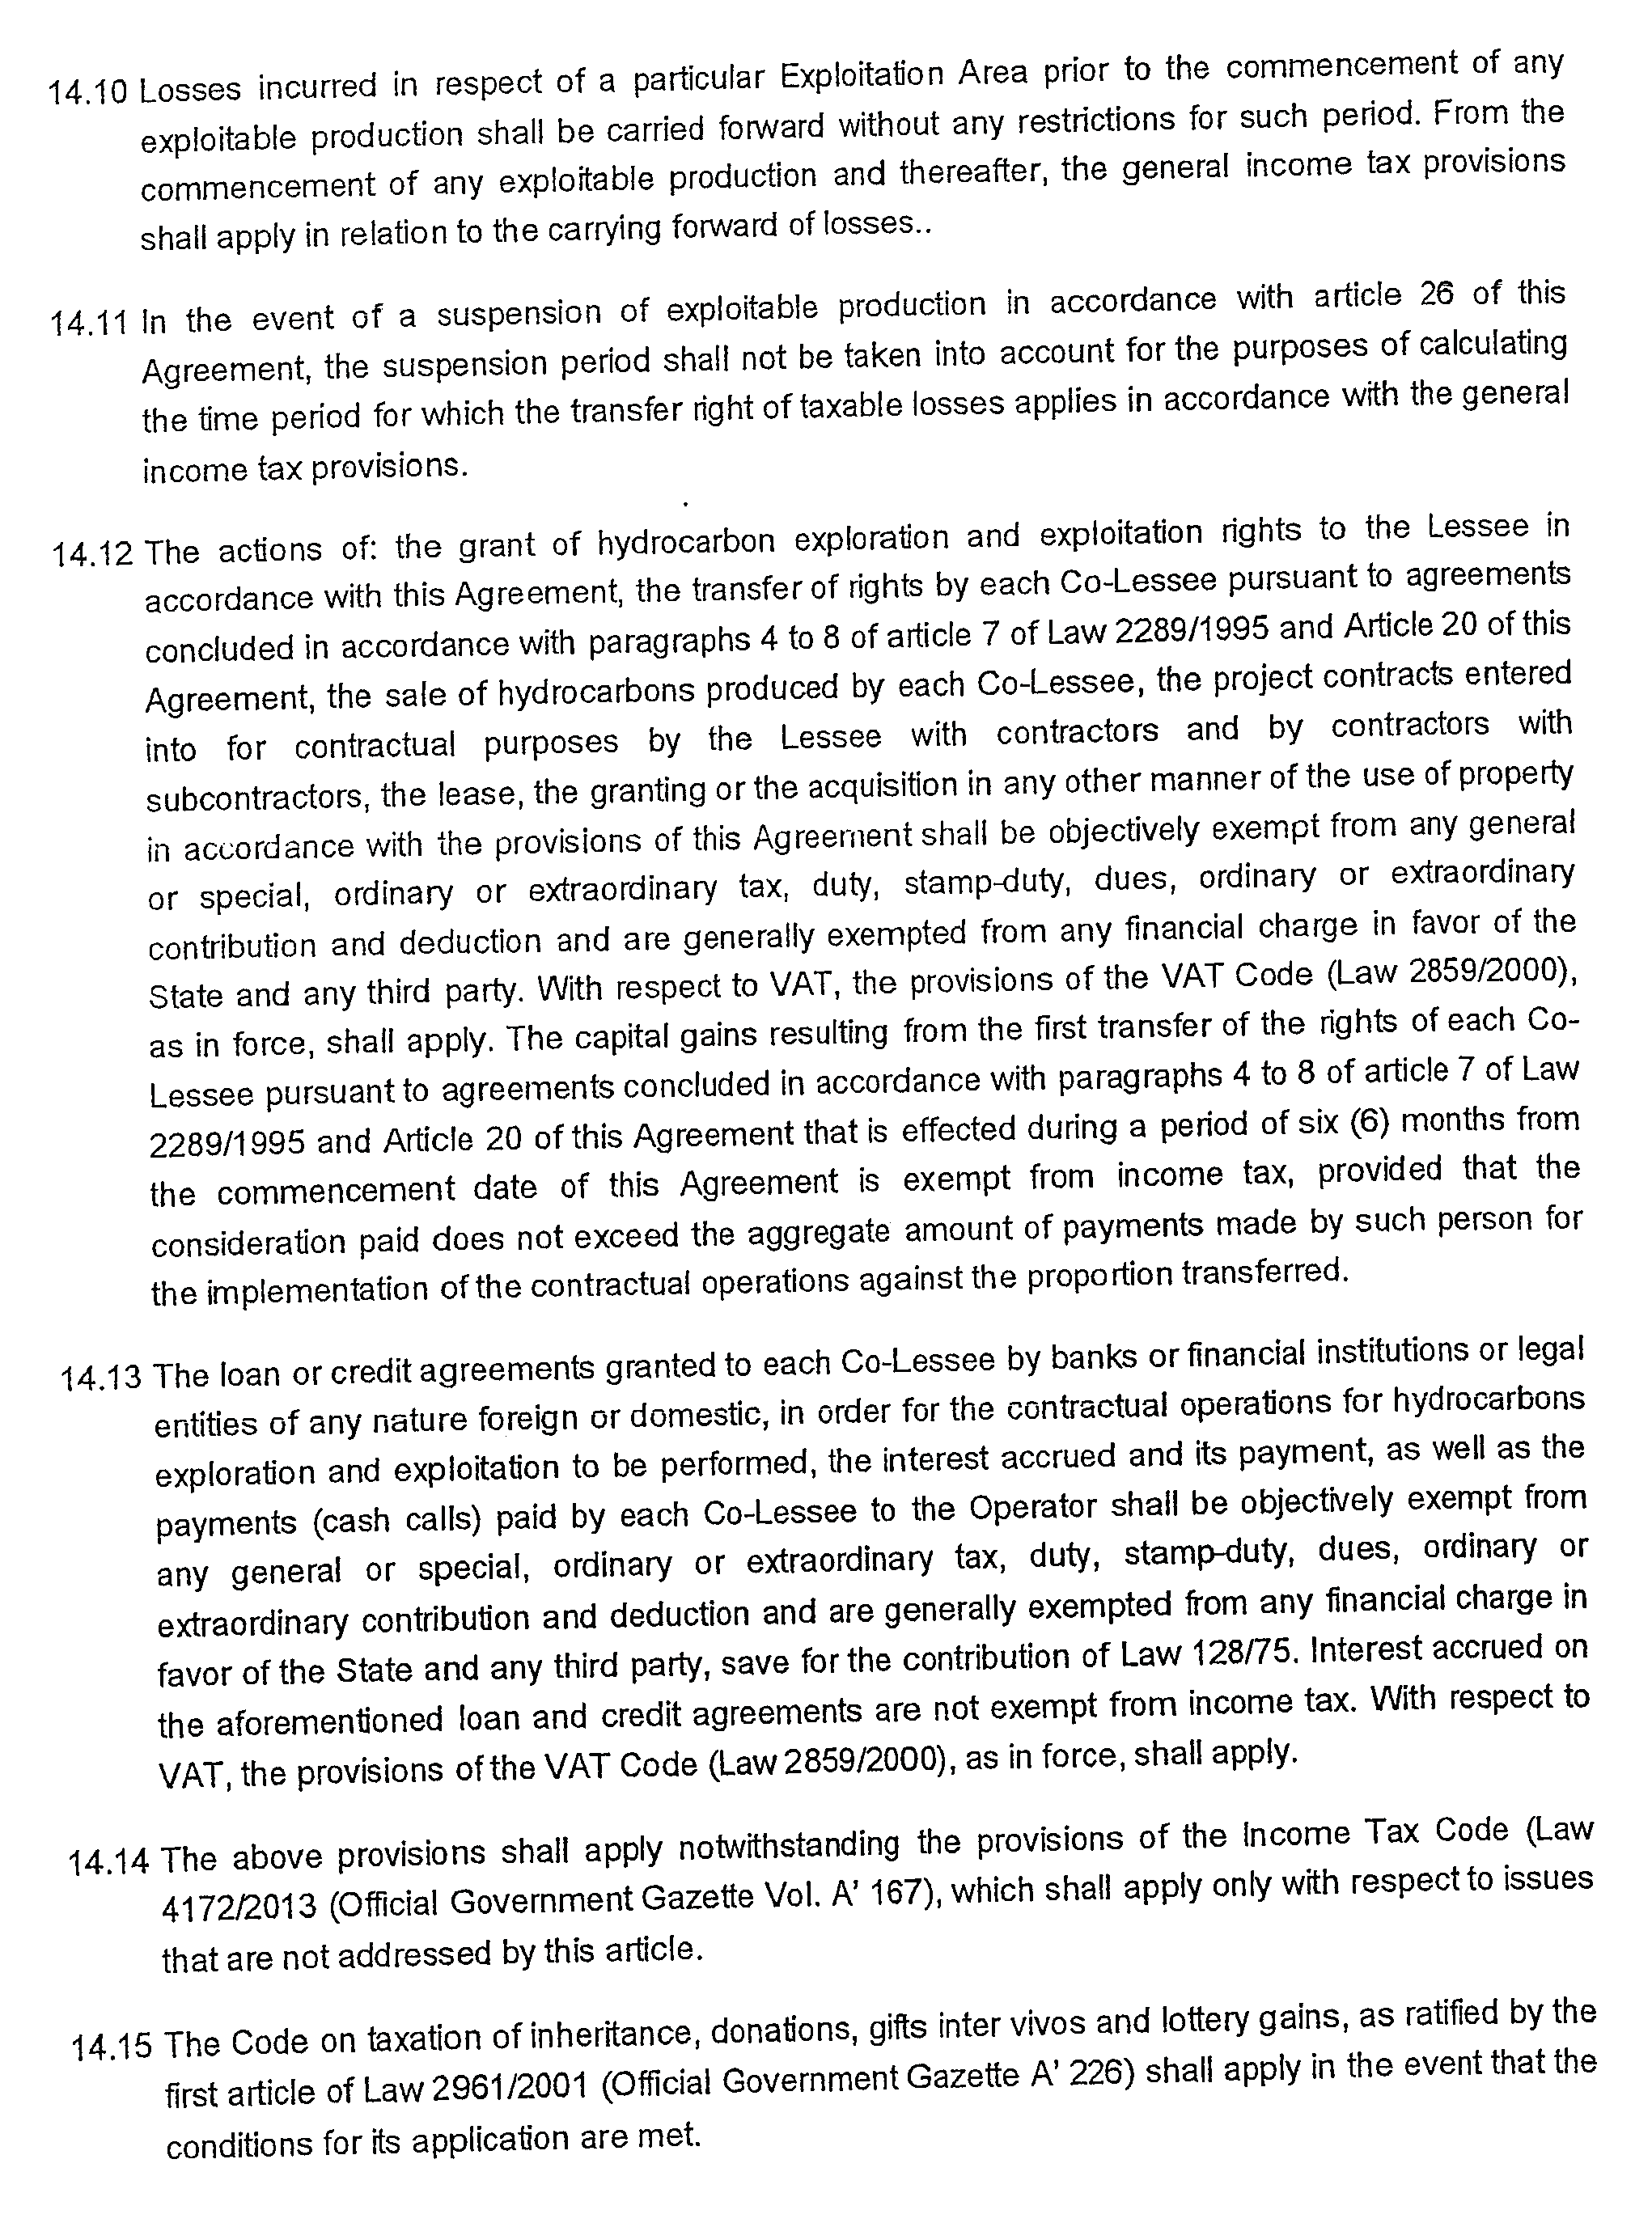 14.10 Losses incurred in respect of a particular Exploitation Area prior to the commencement of any
exploitable production shall be carried forward without any restrictions for such period. From the
commencement of any exploitable production and thereafter, the general income tax provisions
shall apply in relation to the carrying forward of losses..
14.11 In the event of a suspension of exploitable production in accordance with article 26 of this
Agreement, the suspension period shall not be taken into account for the purposes of calculating
the time period for which the transfer right of taxable losses applies in accordance with the general
income tax provisions.
14.12 The actions of: the grant of hydrocarbon exploration and exploitation rights to the Lessee in
accordance with this Agreement, the transfer of rights by each Co-Lessee pursuant to agreements
concluded in accordance with paragraphs 4 to 8 of article 7 of Law 2289/1995 and Article 20 of this
Agreement, the sale of hydrocarbons produced by each Co-Lessee, the project contracts entered
into for contractual purposes by the Lessee with contractors and by contractors with
subcontractors, the lease, the granting or the acquisition in any other manner of the use of property
in accordance with the provisions of this Agreement shall be objectively exempt from any general
or special, ordinary or extraordinary tax, duty, stamp-duty, dues, ordinary or extraordinary
contribution and deduction and are generally exempted from any financial charge in favor of the
State and any third party. With respect to VAT, the provisions of the VAT Code (Law 2859/2000),
as in force, shall apply. The capital gains resulting from the first transfer of the rights of each Co-
Lessee pursuant to agreements concluded in accordance with paragraphs 4 to 8 of article 7 of Law
2289/1995 and Article 20 of this Agreement that is effected during a period of six (6) months from
the commencement date of this Agreement is exempt from income tax, provided that the
consideration paid does not exceed the aggregate amount of payments made by such person for
the implementation of the contractual operations against the proportion transferred.
14.13 The loan or credit agreements granted to each Co-Lessee by banks or financial institutions or legal
entities of any nature foreign or domestic, in order for the contractual operations for hydrocarbons
exploration and exploitation to be performed, the interest accrued and its payment, as well as the
payments (cash calls) paid by each Co-Lessee to the Operator shall be objectively exempt from
any general or special, ordinary or extraordinary tax, duty, stamp-duty, dues, ordinary or
extraordinary contribution and deduction and are generally exempted from any financial charge in
favor of the State and any third party, save for the contribution of Law 128/75. Interest accrued on
the aforementioned loan and credit agreements are not exempt from income tax. With respect to
VAT, the provisions of the VAT Code (Law 2859/2000), as in force, shall apply.
14.14 The above provisions shall apply notwithstanding the provisions of the Income Tax Code (Law
4172/2013 (Official Government Gazette Vol. A' 167), which shall apply only with respect to issues
that are not addressed by this article.
14.15 The Code on taxation of inheritance, donations, gifts inter vivos and lottery gains, as ratified by the
first article of Law 2961/2001 (Official Government Gazette A' 226) shall apply in the event that the
conditions for its application are met.